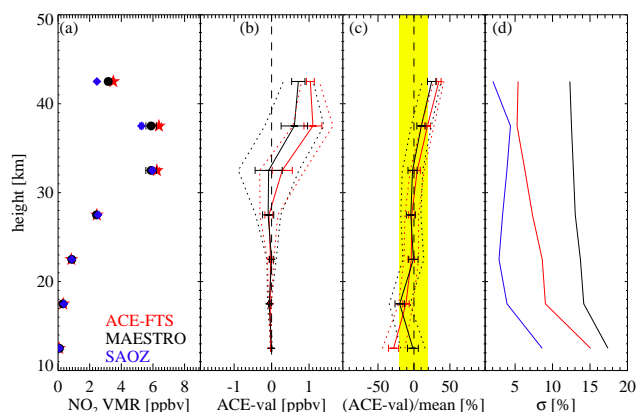 (a)
(b)
(c)
(d)
50
40
30
20
10
height [km]
ACE-FTS
MAESTRO
SAOZ
0 2 4 6 8
NO₂ VMR [ppbv]
-1 0 1
ACE-val [ppbv]
-50 0 50
(ACE-val)/mean [%]
5 10 15 20
σ [%]